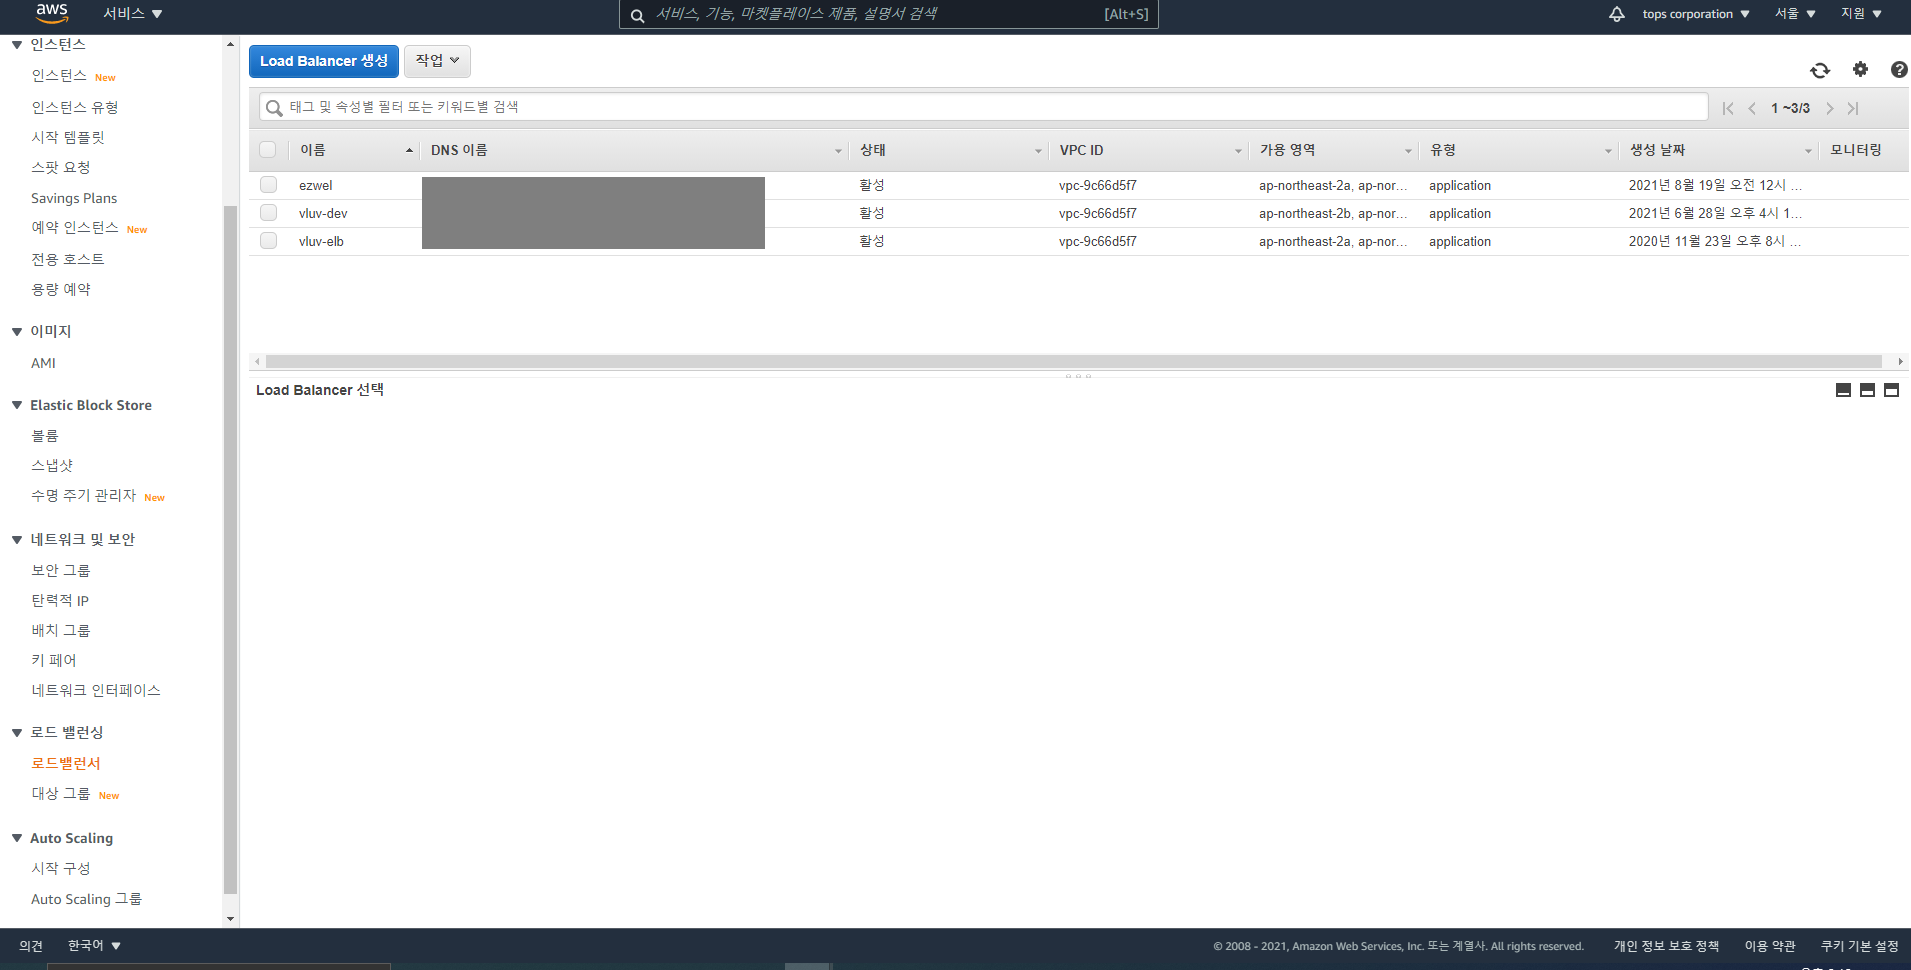 aws 서비스 서비스, 기능, 마켓플레이스 제품, 설명서 검색 [Alt+S] tops corporation 서울 지원
인스턴스
인스턴스 New
인스턴스 유형
시작 템플릿
스팟 요청
Savings Plans
예약 인스턴스 New
전용 호스트
용량 예약
이미지
AMI
Elastic Block Store
볼륨
스냅샷
수명 주기 관리자 New
네트워크 및 보안
보안 그룹
탄력적 IP
배치 그룹
키 페어
네트워크 인터페이스
로드 밸런싱
로드밸런서
대상 그룹 New
Auto Scaling
시작 구성
Auto Scaling 그룹
Load Balancer 생성 작업
태그 및 속성별 필터 또는 키워드별 검색 1 ~3/3
이름 DNS 이름 상태 VPC ID 가용 영역 유형 생성 날짜 모니터링
ezwel 활성 vpc-9c66d5f7 ap-northeast-2a, ap-nor... application 2021년 8월 19일 오전 12시 ...
vluv-dev 활성 vpc-9c66d5f7 ap-northeast-2b, ap-nor... application 2021년 6월 28일 오후 4시 1...
vluv-elb 활성 vpc-9c66d5f7 ap-northeast-2a, ap-nor... application 2020년 11월 23일 오후 8시 ...
Load Balancer 선택
의견 한국어 © 2008 - 2021, Amazon Web Services, Inc. 또는 계열사. All rights reserved. 개인 정보 보호 정책 이용 약관 쿠키 기본 설정